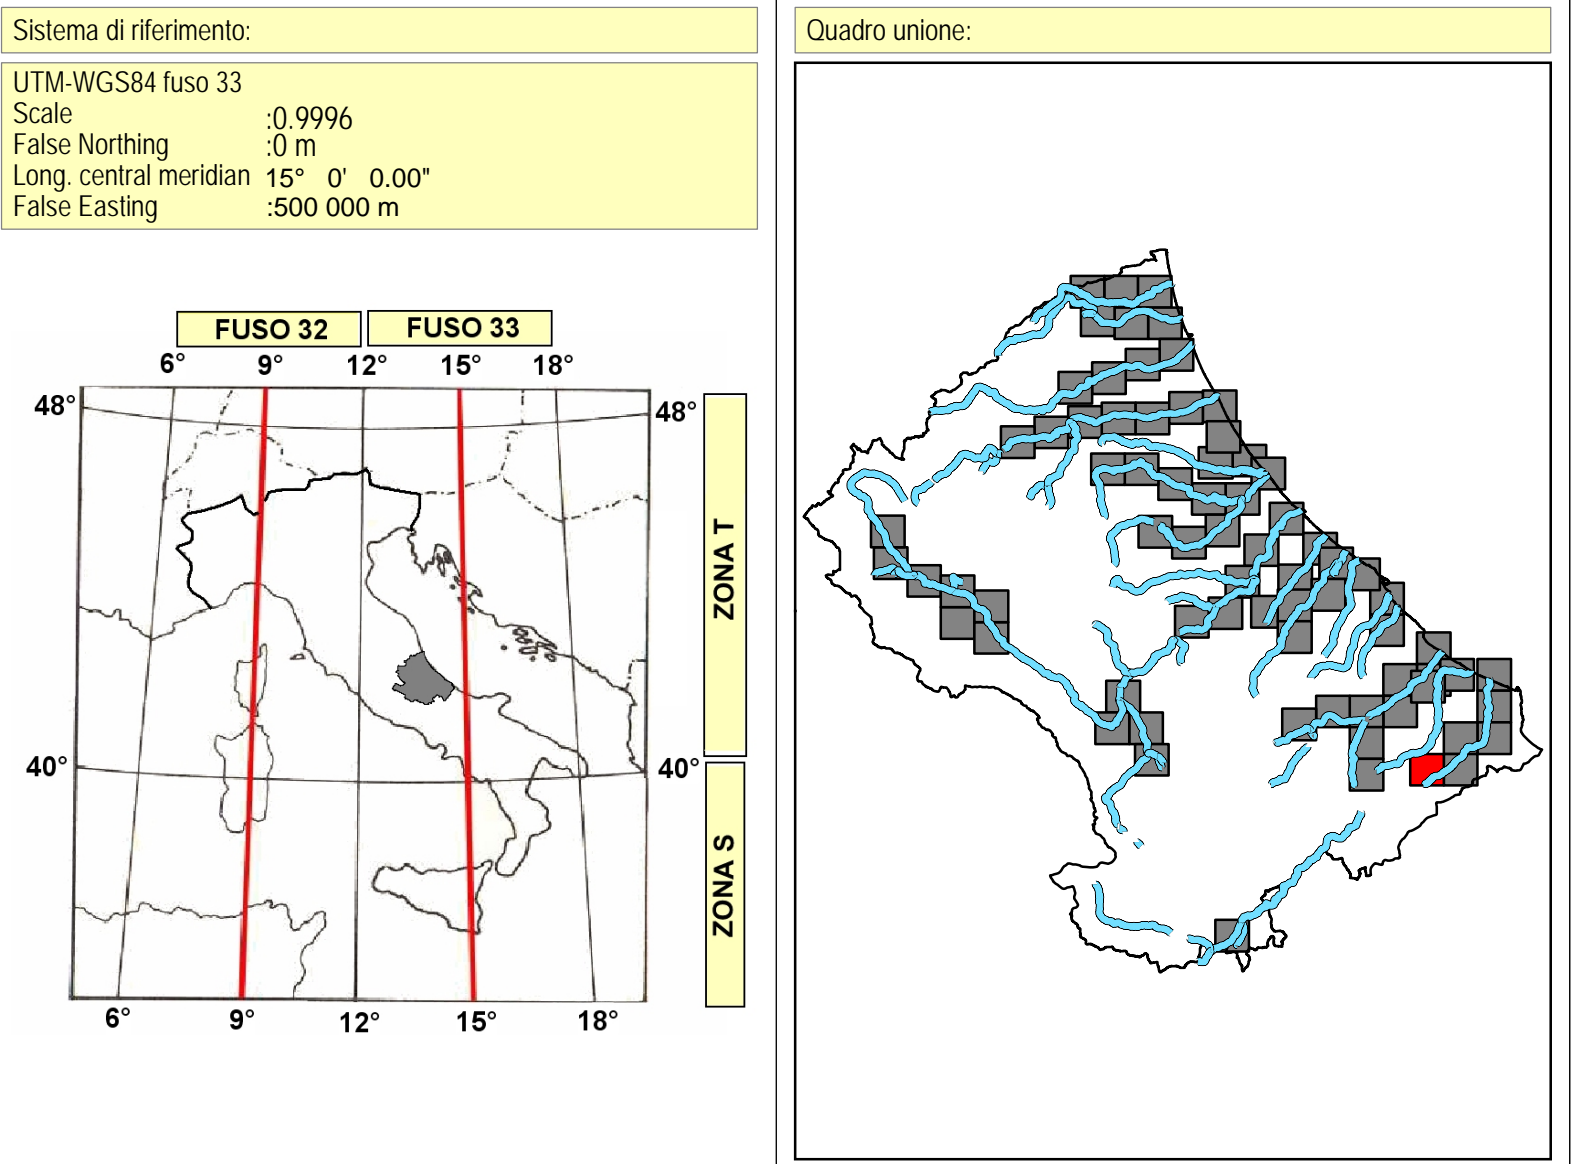 Sistema di riferimento:
UTM-WGS84 fuso 33
Scale :0.9996
False Northing :0 m
Long. central meridian 15° 0' 0.00"
False Easting :500 000 m
FUSO 32 FUSO 33
6° 9° 12° 15° 18°
48° 48°
ZONA T
40° 40°
ZONA S
6° 9° 12° 15° 18°
Quadro unione: